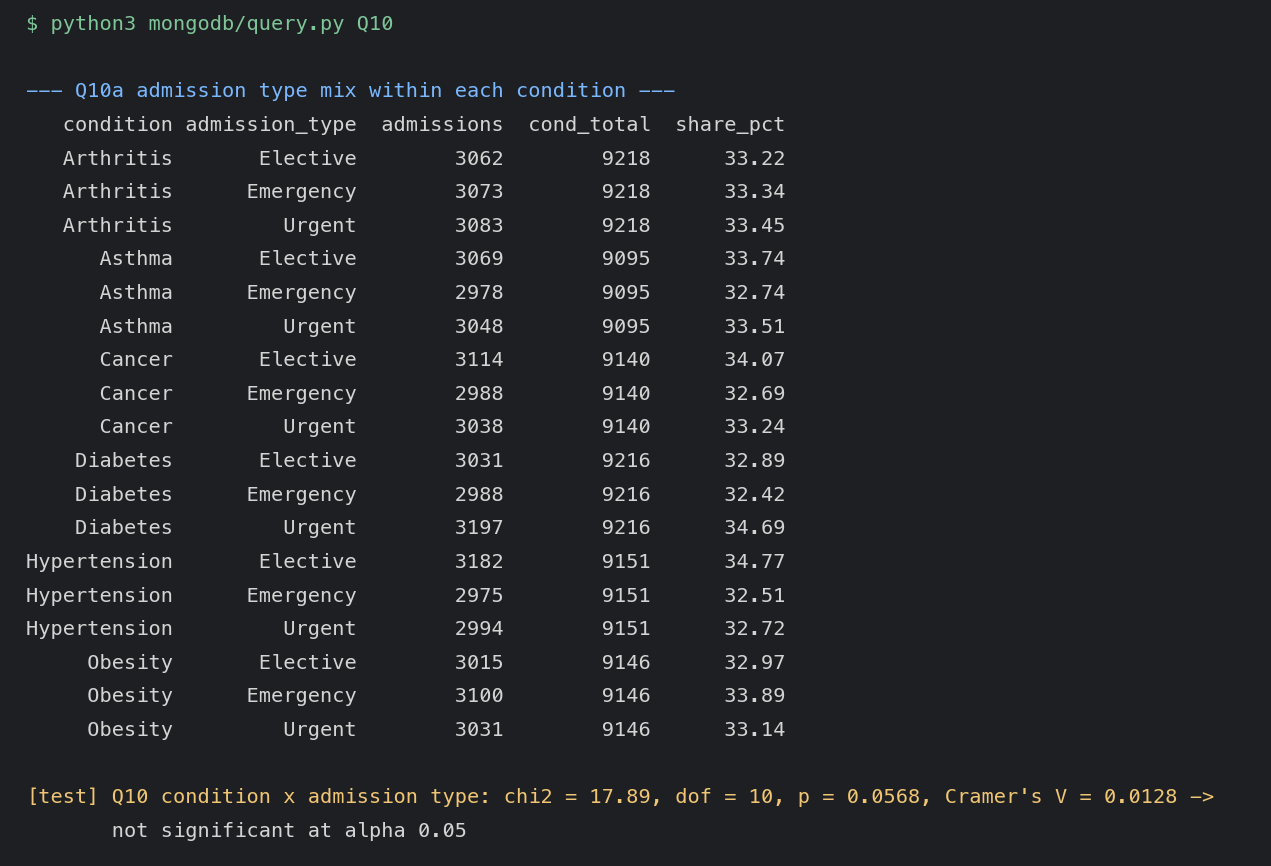 $ python3 mongodb/query.py Q10
--- Q10a admission type mix within each condition ---
condition admission_type admissions cond_total share_pct
Arthritis Elective 3062 9218 33.22
Arthritis Emergency 3073 9218 33.34
Arthritis Urgent 3083 9218 33.45
Asthma Elective 3069 9095 33.74
Asthma Emergency 2978 9095 32.74
Asthma Urgent 3048 9095 33.51
Cancer Elective 3114 9140 34.07
Cancer Emergency 2988 9140 32.69
Cancer Urgent 3038 9140 33.24
Diabetes Elective 3031 9216 32.89
Diabetes Emergency 2988 9216 32.42
Diabetes Urgent 3197 9216 34.69
Hypertension Elective 3182 9151 34.77
Hypertension Emergency 2975 9151 32.51
Hypertension Urgent 2994 9151 32.72
Obesity Elective 3015 9146 32.97
Obesity Emergency 3100 9146 33.89
Obesity Urgent 3031 9146 33.14
[test] Q10 condition x admission type: chi2 = 17.89, dof = 10, p = 0.0568, Cramer's V = 0.0128 ->
not significant at alpha 0.05